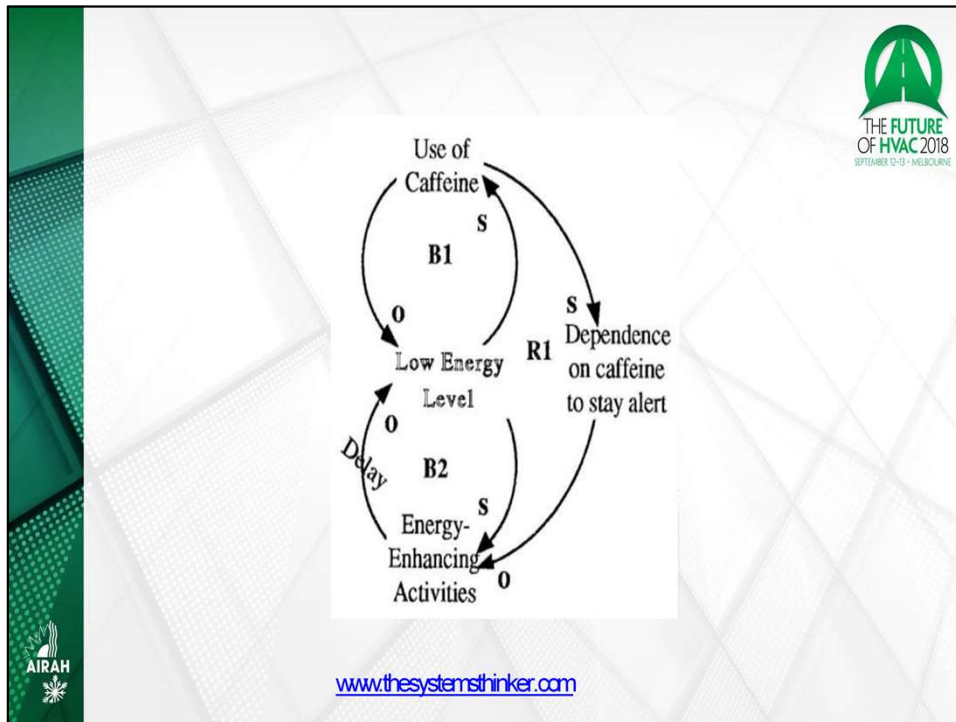 THE FUTURE
OF HVAC 2018
SEPTEMBER 12-13 • MELBOURNE
Use of
Caffeine
S
B1
O
S
Low Energy
Level
R1
Dependence
on caffeine
to stay alert
O
Delay
B2
S
Energy-
Enhancing
Activities
O
AIRAH
www.thesystemsthinker.com